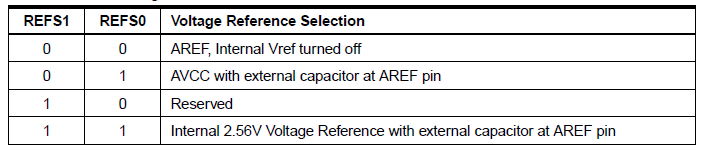 REFS1 REFS0 Voltage Reference Selection
0 0 AREF, Internal Vref turned off
0 1 AVCC with external capacitor at AREF pin
1 0 Reserved
1 1 Internal 2.56V Voltage Reference with external capacitor at AREF pin